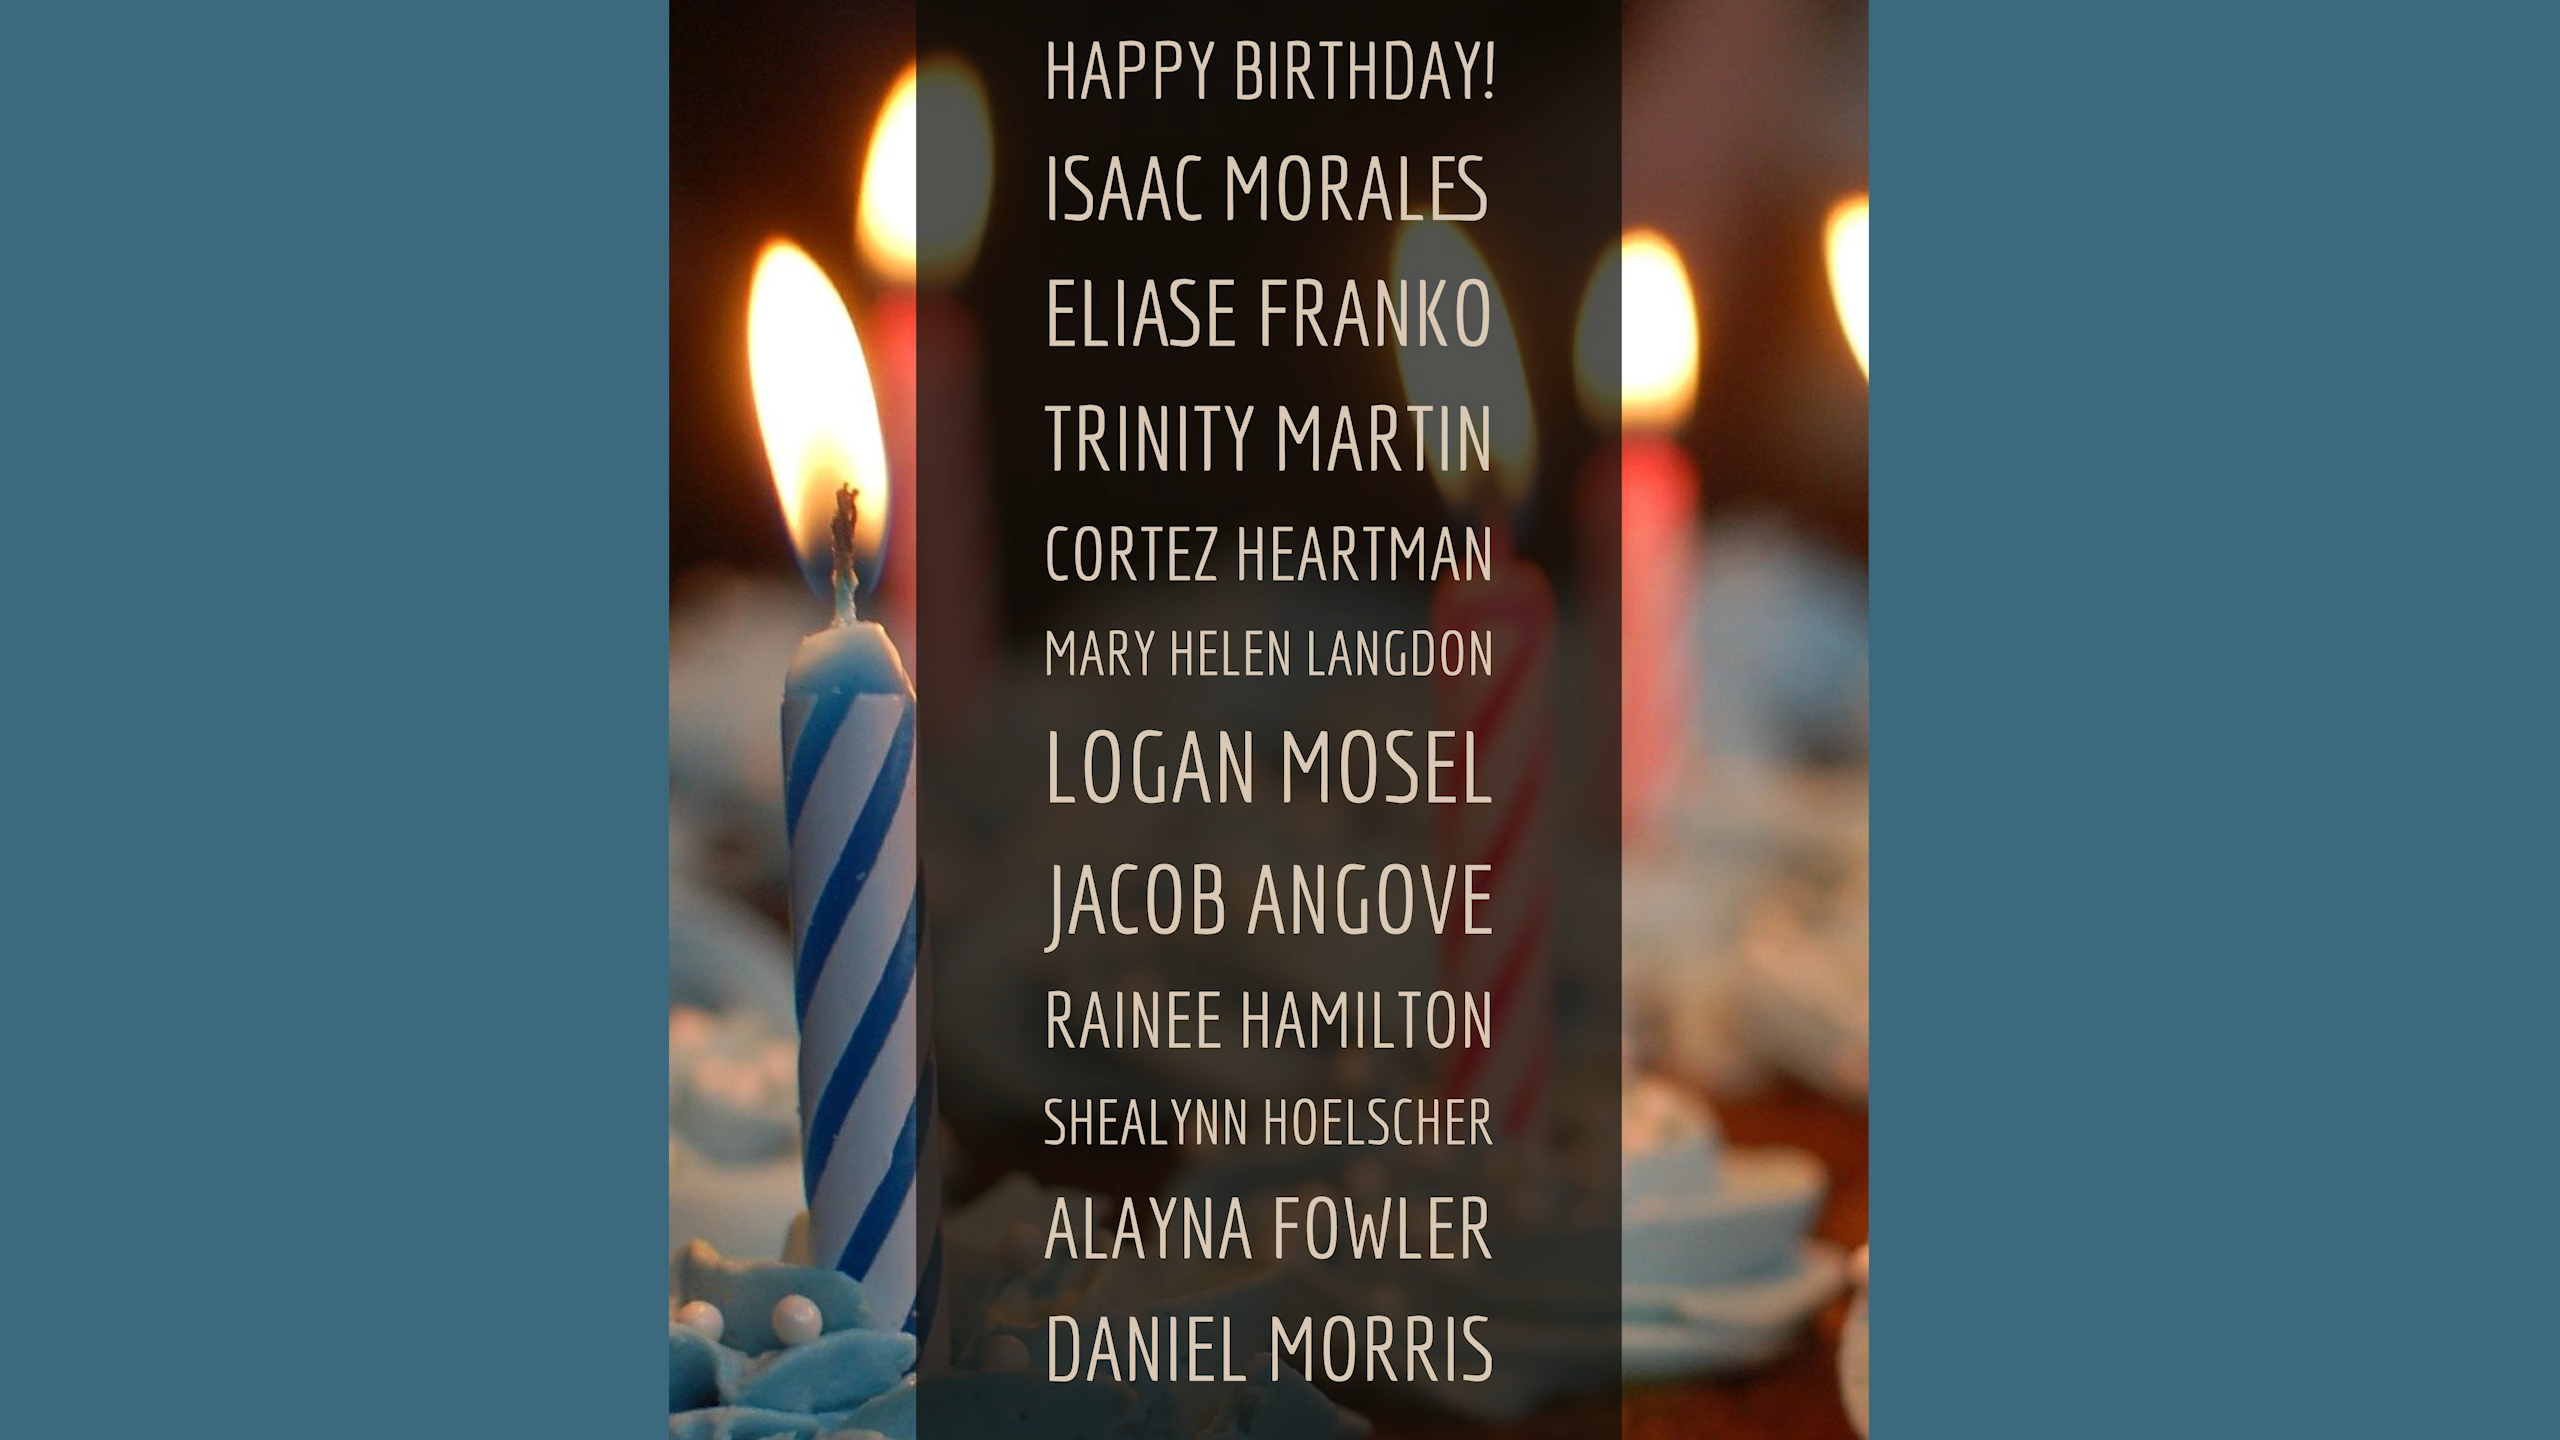 HAPPY BIRTHDAY!
ISAAC MORALES
ELIASE FRANKO
TRINITY MARTIN
CORTEZ HEARTMAN
MARY HELEN LANGDON
LOGAN MOSEL
JACOB ANGOVE
RAINEE HAMILTON
SHEALYNN HOELSCHER
ALAYNA FOWLER
DANIEL MORRIS